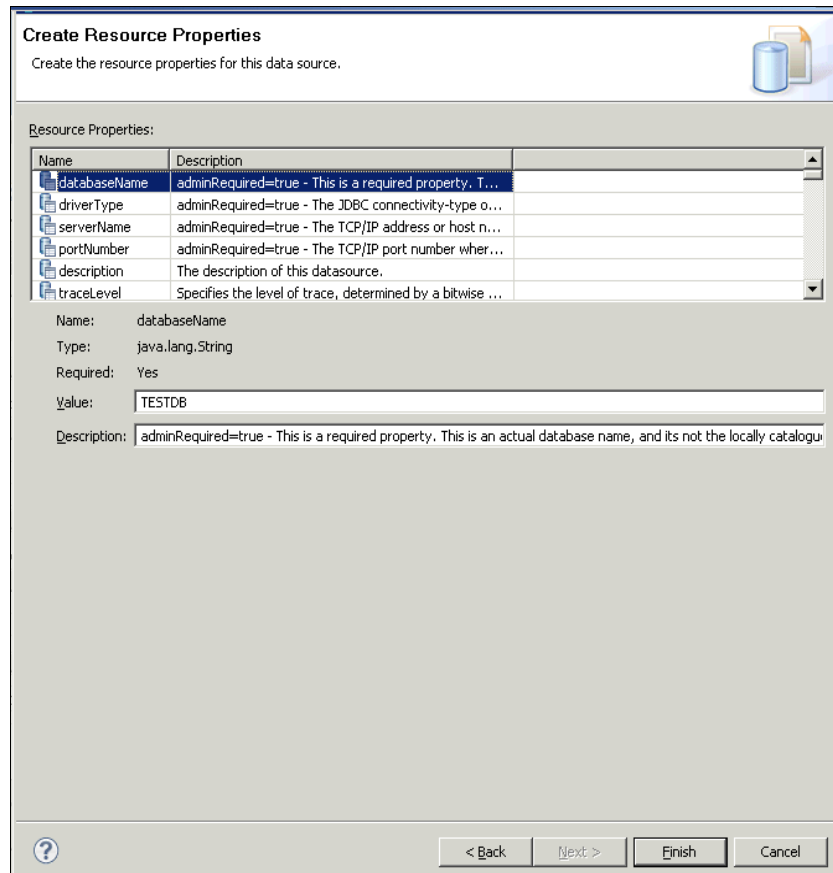 Create Resource Properties
Create the resource properties for this data source.
Resource Properties:
Name Description
databaseName adminRequired=true - This is a required property. T...
driverType adminRequired=true - The JDBC connectivity-type o...
serverName adminRequired=true - The TCP/IP address or host n...
portNumber adminRequired=true - The TCP/IP port number wher...
description The description of this datasource.
traceLevel Specifies the level of trace, determined by a bitwise ...
Name: databaseName
Type: java.lang.String
Required: Yes
Value: TESTDB
Description: adminRequired=true - This is a required property. This is an actual database name, and its not the locally catalogu
? < Back Next > Finish Cancel